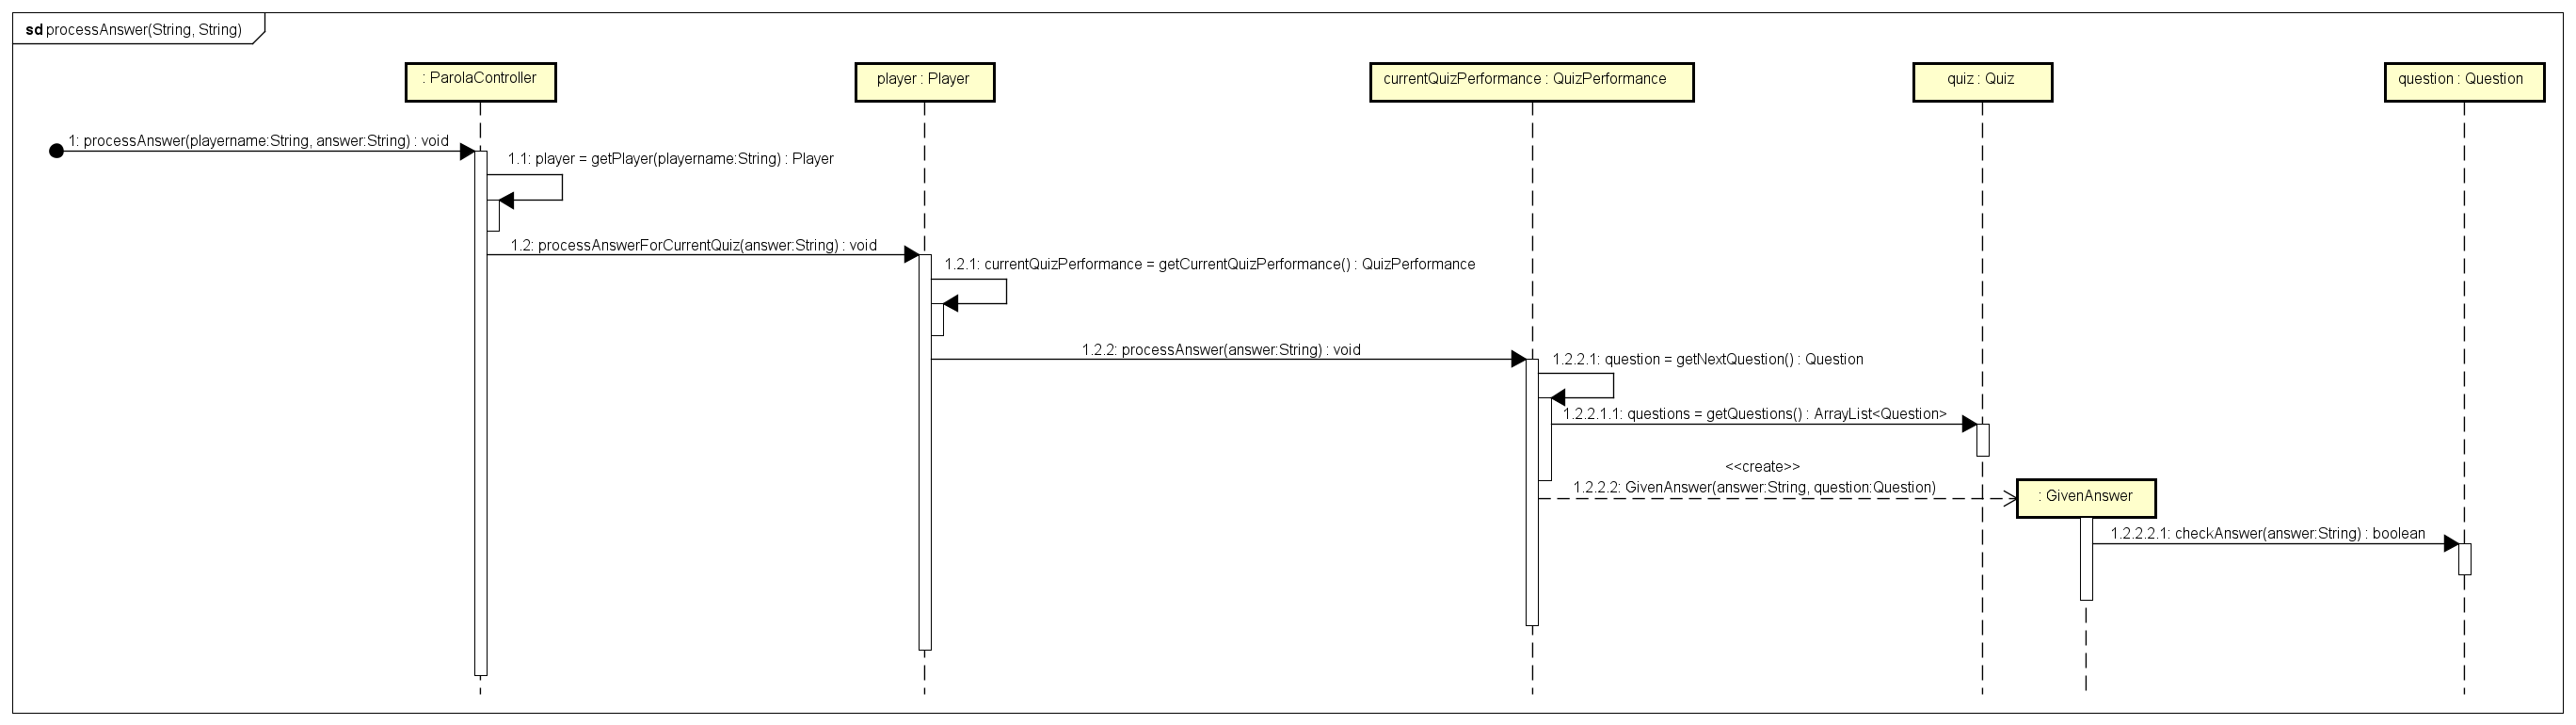 sd processAnswer(String, String)
: ParolaController
player : Player
currentQuizPerformance : QuizPerformance
quiz : Quiz
question : Question
1: processAnswer(playername:String, answer:String) : void
1.1: player = getPlayer(playername:String) : Player
1.2: processAnswerForCurrentQuiz(answer:String) : void
1.2.1: currentQuizPerformance = getCurrentQuizPerformance() : QuizPerformance
1.2.2: processAnswer(answer:String) : void
1.2.2.1: question = getNextQuestion() : Question
1.2.2.1.1: questions = getQuestions() : ArrayList<Question>
<<create>>
1.2.2.2: GivenAnswer(answer:String, question:Question)
: GivenAnswer
1.2.2.2.1: checkAnswer(answer:String) : boolean